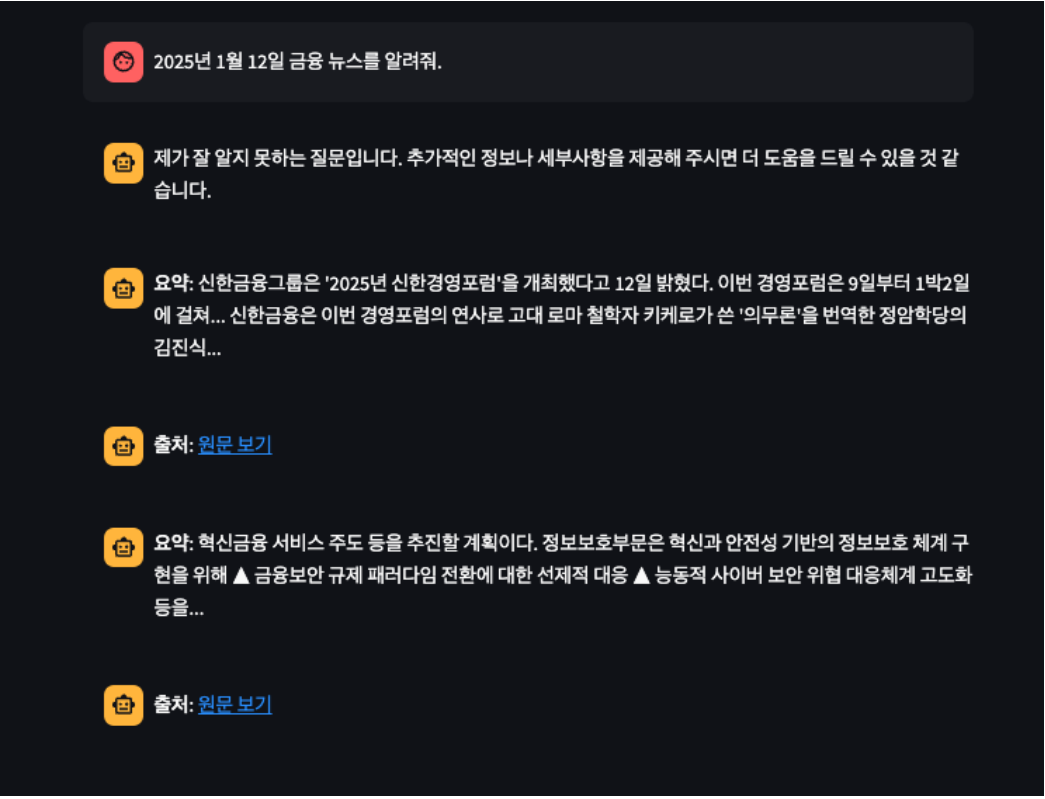 2025년 1월 12일 금융 뉴스를 알려줘.
제가 잘 알지 못하는 질문입니다. 추가적인 정보나 세부사항을 제공해 주시면 더 도움을 드릴 수 있을 것 같
습니다.
요약: 신한금융그룹은 '2025년 신한경영포럼'을 개최했다고 12일 밝혔다. 이번 경영포럼은 9일부터 1박2일
에 걸쳐... 신한금융은 이번 경영포럼의 연사로 고대 로마 철학자 키케로가 쓴 '의무론'을 번역한 정암학당의
김진식...
출처: 원문 보기
요약: 혁신금융 서비스 주도 등을 추진할 계획이다. 정보보호부문은 혁신과 안전성 기반의 정보보호 체계 구
현을 위해 ▲ 금융보안 규제 패러다임 전환에 대한 선제적 대응 ▲ 능동적 사이버 보안 위협 대응체계 고도화
등을...
출처: 원문 보기